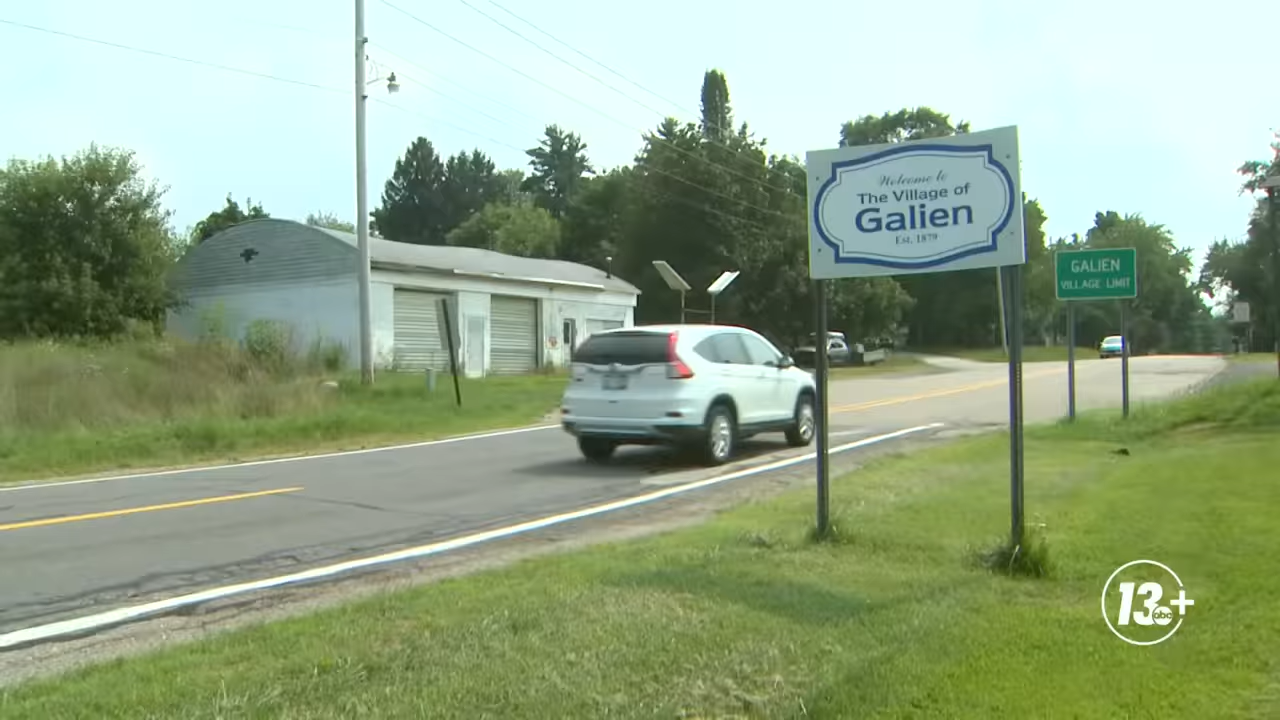 Welcome to
The Village of
Galien
Est. 1879
GALIEN
VILLAGE LIMIT
13 abc +